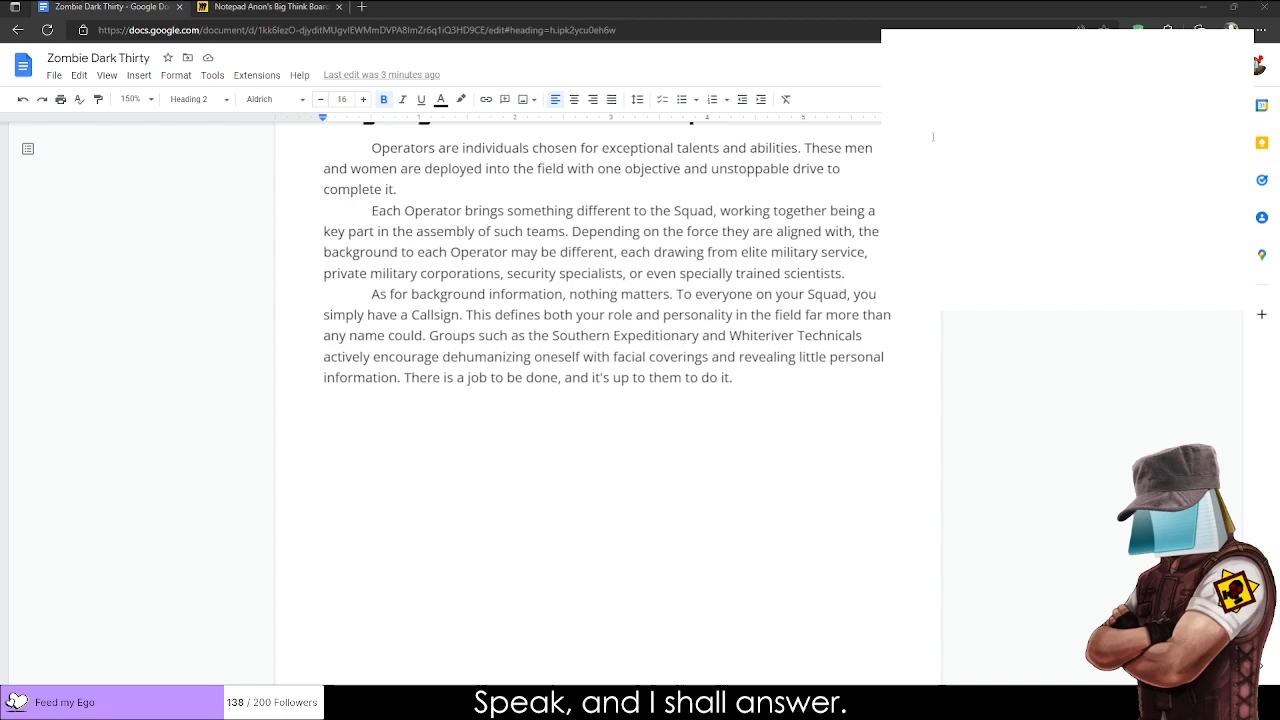 Zombie Dark Thirty - Google Do
Notepad Anon's Big Think Board
https://docs.google.com/document/d/1kk6IezO-djyditMUgvIEWMmDVPA8ImZr6q1iQ3HD9CE/edit#heading=h.ipk2ycu0eh6w
Zombie Dark Thirty
File Edit View Insert Format Tools Extensions Help Last edit was 3 minutes ago
150% Heading 2 Aldrich 16 B I U A
1 2 3 4 5
Operators are individuals chosen for exceptional talents and abilities. These men
and women are deployed into the field with one objective and unstoppable drive to
complete it.
Each Operator brings something different to the Squad, working together being a
key part in the assembly of such teams. Depending on the force they are aligned with, the
background to each Operator may be different, each drawing from elite military service,
private military corporations, security specialists, or even specially trained scientists.
As for background information, nothing matters. To everyone on your Squad, you
simply have a Callsign. This defines both your role and personality in the field far more than
any name could. Groups such as the Southern Expeditionary and Whiteriver Technicals
actively encourage dehumanizing oneself with facial coverings and revealing little personal
information. There is a job to be done, and it's up to them to do it.
Feed my Ego
138 / 200 Followers
Speak, and I shall answer.